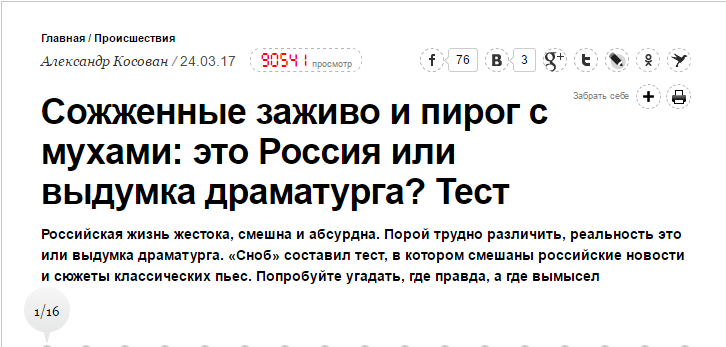 Главная / Происшествия
Александр Косован / 24.03.17 90541 просмотр f 76 B 3 g+ t
Забрать себе +
Сожженные заживо и пирог с
мухами: это Россия или
выдумка драматурга? Тест
Российская жизнь жестока, смешна и абсурдна. Порой трудно различить, реальность это
или выдумка драматурга. «Сноб» составил тест, в котором смешаны российские новости
и сюжеты классических пьес. Попробуйте угадать, где правда, а где вымысел
1/16